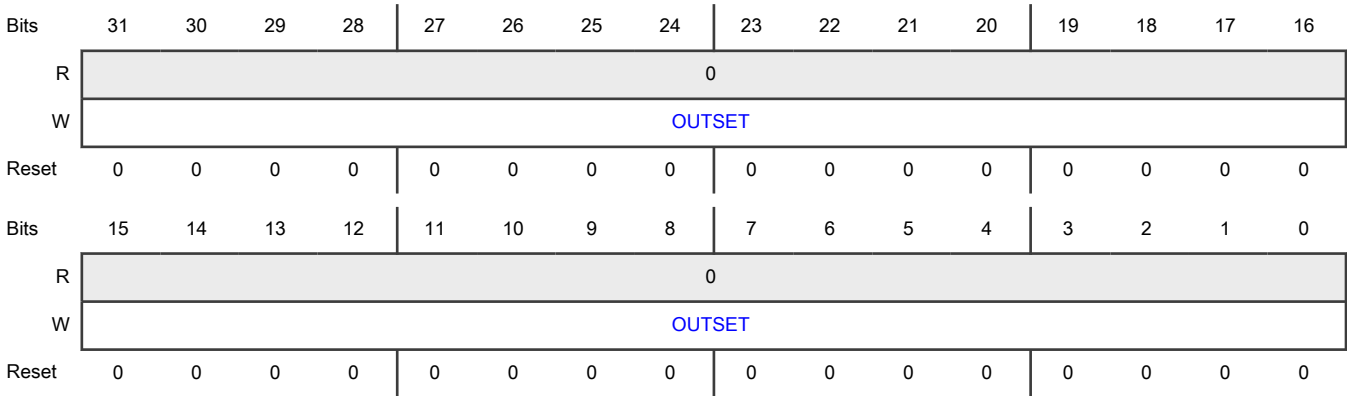 Bits 31 30 29 28 27 26 25 24 23 22 21 20 19 18 17 16
R 0
W OUTSET
Reset 0 0 0 0 0 0 0 0 0 0 0 0 0 0 0 0
Bits 15 14 13 12 11 10 9 8 7 6 5 4 3 2 1 0
R 0
W OUTSET
Reset 0 0 0 0 0 0 0 0 0 0 0 0 0 0 0 0